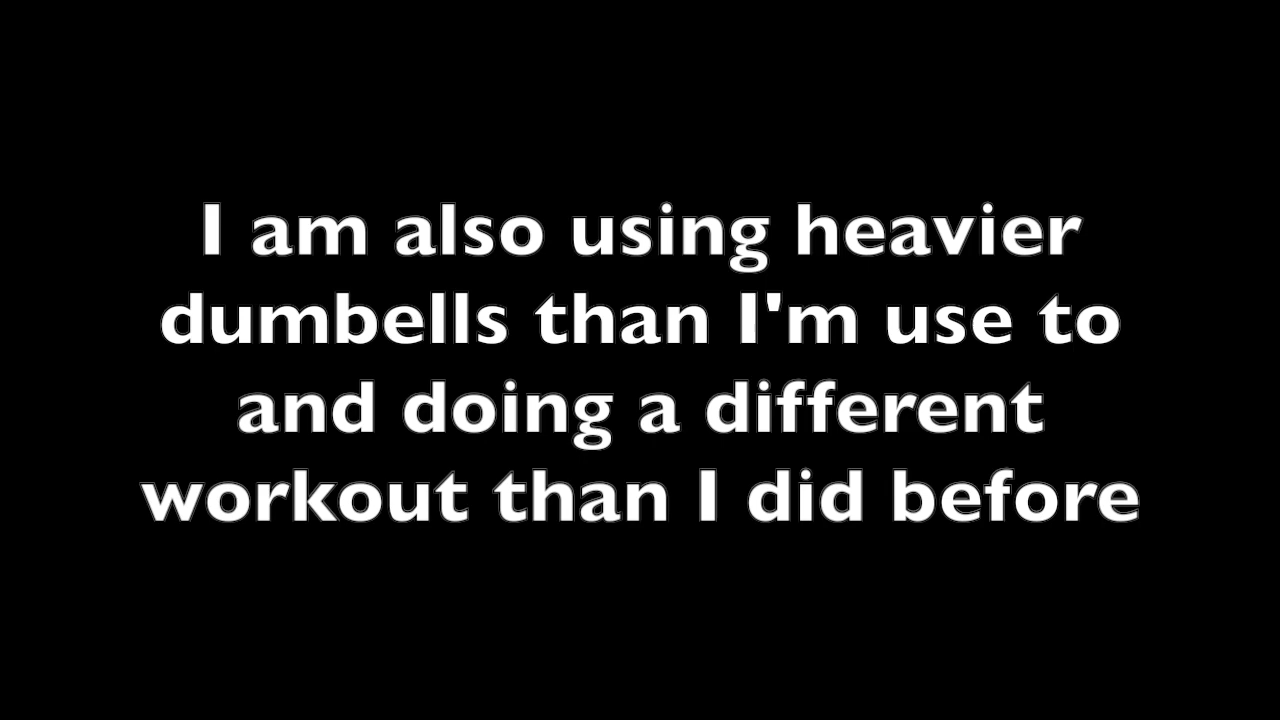 I am also using heavier
dumbells than I'm use to
and doing a different
workout than I did before